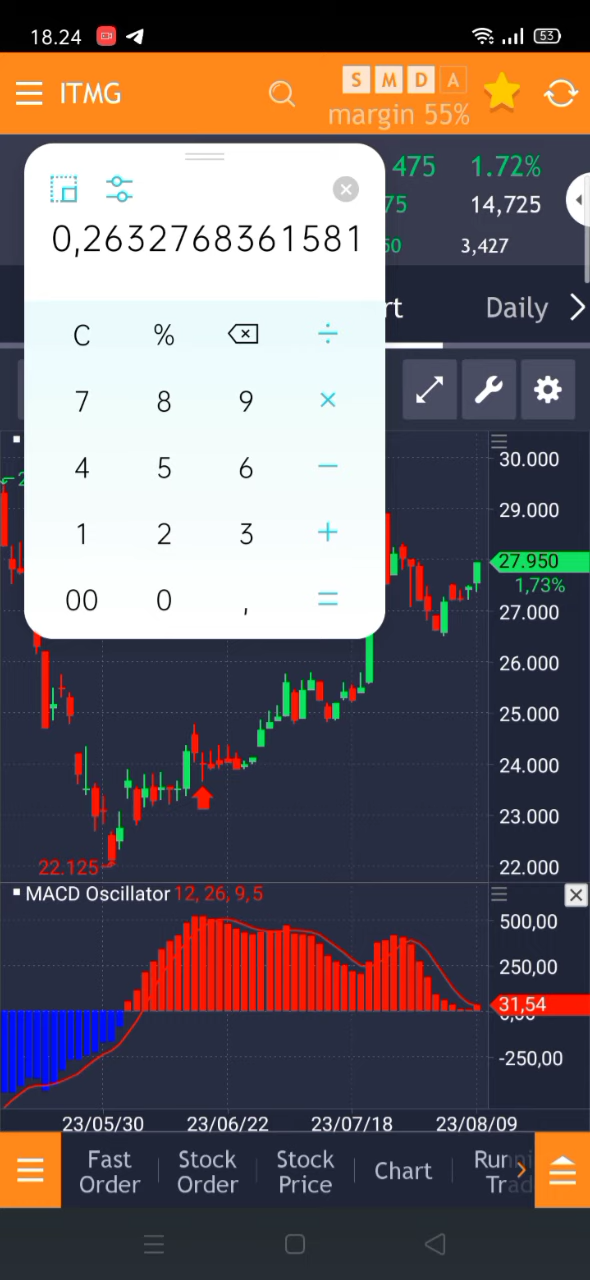 18.24
53
ITMG
S M D A
margin 55%
475 1.72%
75 14,725
50 3,427
0,2632768361581
C % ÷
7 8 9 ×
4 5 6 −
1 2 3 +
00 0 , =
rt Daily
30.000
29.000
27.950
1,73%
27.000
26.000
25.000
24.000
23.000
22.125
22.000
MACD Oscillator 12, 26, 9, 5
500,00
250,00
31,54
-250,00
23/05/30 23/06/22 23/07/18 23/08/09
Fast Order
Stock Order
Stock Price
Chart